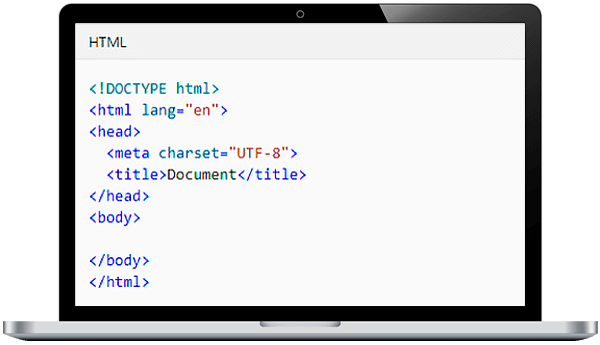 HTML
<!DOCTYPE html>
<html lang="en">
<head>
  <meta charset="UTF-8">
  <title>Document</title>
</head>
<body>

</body>
</html>